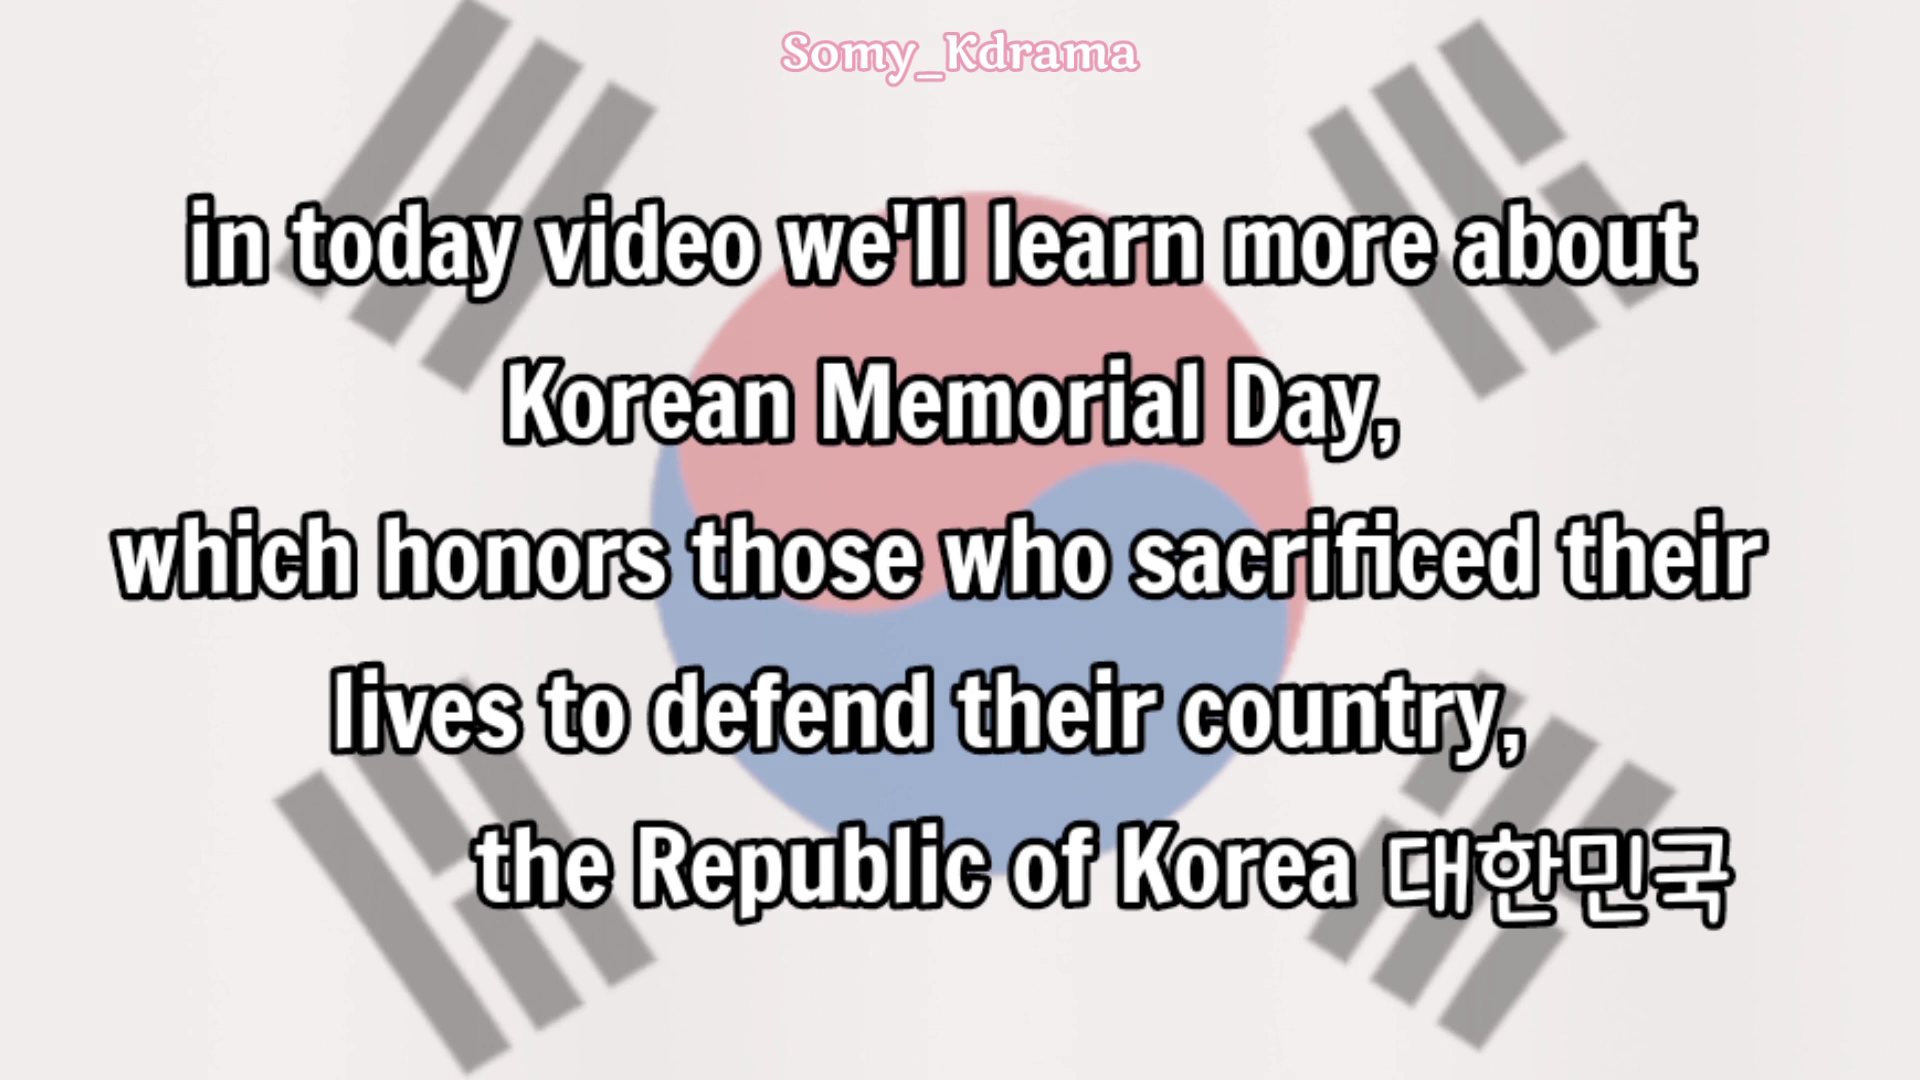 Somy_Kdrama
in today video we'll learn more about
Korean Memorial Day,
which honors those who sacrificed their
lives to defend their country,
the Republic of Korea 대한민국